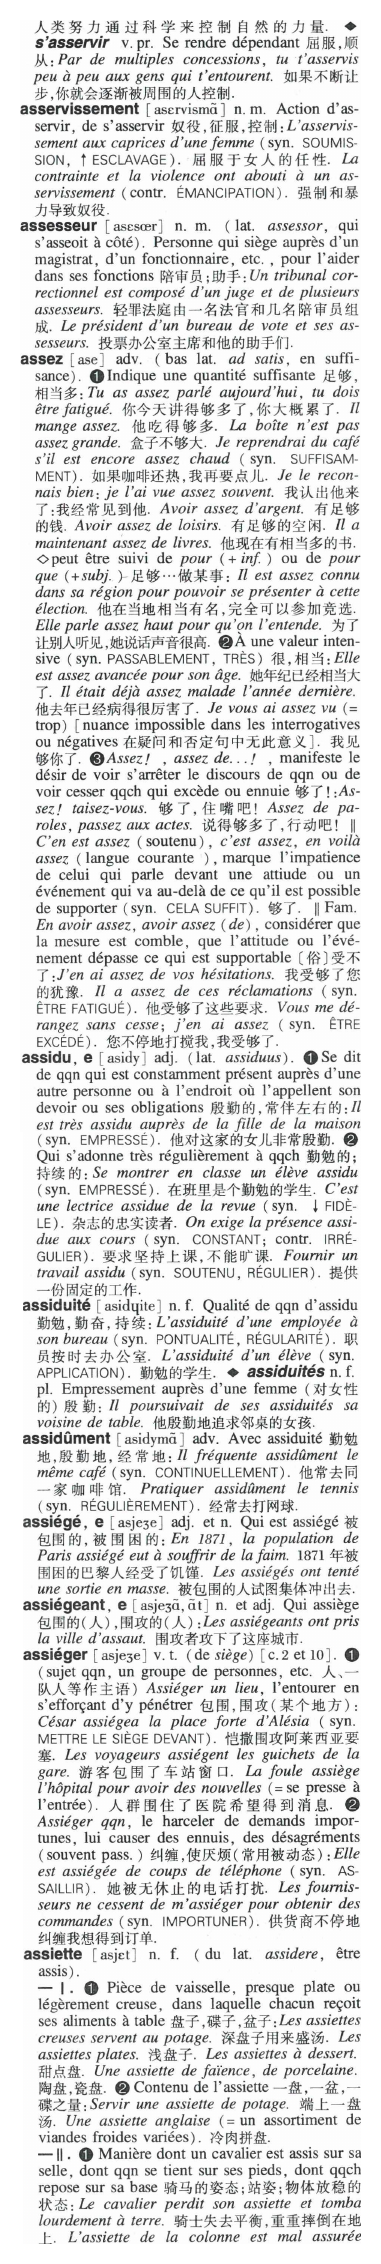 人类努力通过科学来控制自然的力量. ◆
s'asservir v. pr. Se rendre dépendant 屈服,顺
从:Par de multiples concessions, tu t'asservis
peu à peu aux gens qui t'entourent. 如果不断让
步,你就会逐渐被周围的人控制.
asservissement [asɛrvismɑ̃] n. m. Action d'as-
servir, de s'asservir 奴役,征服,控制:L'asservis-
sement aux caprices d'une femme (syn. SOUMIS-
SION, ↑ ESCLAVAGE). 屈服于女人的任性. La
contrainte et la violence ont abouti à un as-
servissement (contr. ÉMANCIPATION). 强制和暴
力导致奴役.
assesseur [asɛsœr] n. m. (lat. assessor, qui
s'asseoit à côté). Personne qui siège auprès d'un
magistrat, d'un fonctionnaire, etc., pour l'aider
dans ses fonctions 陪审员;助手:Un tribunal cor-
rectionnel est composé d'un juge et de plusieurs
assesseurs. 轻罪法庭由一名法官和几名陪审员组
成. Le président d'un bureau de vote et ses as-
sesseurs. 投票办公室主席和他的助手们.
assez [ase] adv. (bas lat. ad satis, en suffi-
sance). ❶Indique une quantité suffisante 足够,
相当多:Tu as assez parlé aujourd'hui, tu dois
être fatigué. 你今天讲得够多了,你大概累了. Il
mange assez. 他吃得够多. La boîte n'est pas
assez grande. 盒子不够大. Je reprendrai du café
s'il est encore assez chaud (syn. SUFFISAM-
MENT). 如果咖啡还热,我再要点儿. Je le recon-
nais bien: je l'ai vue assez souvent. 我认出他来
了:我经常见到他. Avoir assez d'argent. 有足够
的钱. Avoir assez de loisirs. 有足够的空闲. Il a
maintenant assez de livres. 他现在有相当多的书.
◇peut être suivi de pour (+inf.) ou de pour
que (+subj.) 足够…做某事: Il est assez connu
dans sa région pour pouvoir se présenter à cette
élection. 他在当地相当有名,完全可以参加竞选.
Elle parle assez haut pour qu'on l'entende. 为了
让别人听见,她说话声音很高. ❷À une valeur inten-
sive (syn. PASSABLEMENT, TRÈS) 很,相当:Elle
est assez avancée pour son âge. 她年纪已经相当大
了. Il était déjà assez malade l'année dernière.
他去年已经病得很厉害了. Je vous ai assez vu (=
trop) [nuance impossible dans les interrogatives
ou négatives 在疑问和否定句中无此意义]. 我见
够你了. ❸Assez! , assez de...! , manifeste le
désir de voir s'arrêter le discours de qqn ou de
voir cesser qqch qui excède ou ennuie 够了!:As-
sez! taisez-vous. 够了,住嘴吧! Assez de pa-
roles, passez aux actes. 说得够多了,行动吧! ‖
C'en est assez (soutenu), c'est assez, en voilà
assez (langue courante ), marque l'impatience
de celui qui parle devant une attiude ou un
événement qui va au-delà de ce qu'il est possible
de supporter (syn. CELA SUFFIT). 够了. ‖ Fam.
En avoir assez, avoir assez (de), considérer que
la mesure est comble, que l'attitude ou l'évé-
nement dépasse ce qui est supportable [俗]受不
了:J'en ai assez de vos hésitations. 我受够了您
的犹豫. Il a assez de ces réclamations (syn.
ÊTRE FATIGUÉ). 他受够了这些要求. Vous me dé-
rangez sans cesse; j'en ai assez (syn. ÊTRE
EXCÉDÉ). 您不停地打搅我,我受够了.
assidu, e [asidy] adj. (lat. assiduus). ❶Se dit
de qqn qui est constamment présent auprès d'une
autre personne ou à l'endroit où l'appellent son
devoir ou ses obligations 殷勤的,常伴左右的:Il
est très assidu auprès de la fille de la maison
(syn. EMPRESSÉ). 他对这家的女儿非常殷勤. ❷
Qui s'adonne très régulièrement à qqch 勤勉的;
持续的: Se montrer en classe un élève assidu
(syn. EMPRESSÉ). 在班里是个勤勉的学生. C'est
une lectrice assidue de la revue (syn. ↓ FIDÈ-
LE). 杂志的忠实读者. On exige la présence assi-
due aux cours (syn. CONSTANT; contr. IRRÉ-
GULIER). 要求坚持上课,不能旷课. Fournir un
travail assidu (syn. SOUTENU, RÉGULIER). 提供
一份固定的工作.
assiduité [asidɥite] n. f. Qualité de qqn d'assidu
勤勉,勤奋,持续:L'assiduité d'une employée à
son bureau (syn. PONTUALITÉ, RÉGULARITÉ). 职
员按时去办公室. L'assiduité d'un élève (syn.
APPLICATION). 勤勉的学生. ◆ assiduités n. f.
pl. Empressement auprès d'une femme (对女性
的) 殷勤: Il poursuivait de ses assiduités sa
voisine de table. 他殷勤地追求邻桌的女孩.
assidûment [asidymɑ̃] adv. Avec assiduité 勤勉
地,殷勤地,经常地:Il fréquente assidûment le
même café (syn. CONTINUELLEMENT). 他常去同
一家咖啡馆. Pratiquer assidûment le tennis
(syn. RÉGULIÈREMENT). 经常去打网球.
assiégé, e [asjeʒe] adj. et n. Qui est assiégé 被
包围的,被围困的: En 1871, la population de
Paris assiégé eut à souffrir de la faim. 1871 年被
围困的巴黎人经受了饥馑. Les assiégés ont tenté
une sortie en masse. 被包围的人试图集体冲出去.
assiégeant, e [asjeʒɑ̃,ɑ̃t] n. et adj. Qui assiège
包围的(人),围攻的(人):Les assiégeants ont pris
la ville d'assaut. 围攻者攻下了这座城市.
assiéger [asjeʒe] v. t. (de siège) [c. 2 et 10]. ❶
(sujet qqn, un groupe de personnes, etc. 人、一
队人等作主语) Assiéger un lieu, l'entourer en
s'efforçant d'y pénétrer 包围,围攻(某个地方):
César assiégea la place forte d'Alésia (syn.
METTRE LE SIÈGE DEVANT). 恺撒围攻阿莱西亚要
塞. Les voyageurs assiègent les guichets de la
gare. 游客包围了车站窗口. La foule assiège
l'hôpital pour avoir des nouvelles (= se presse à
l'entrée). 人群围住了医院希望得到消息. ❷
Assiéger qqn, le harceler de demands impor-
tunes, lui causer des ennuis, des désagréments
(souvent pass.) 纠缠,使厌烦(常用被动态):Elle
est assiégée de coups de téléphone (syn. AS-
SAILLIR). 她被无休止的电话打扰. Les fournis-
seurs ne cessent de m'assiéger pour obtenir des
commandes (syn. IMPORTUNER). 供货商不停地
纠缠我想得到订单.
assiette [asjɛt] n. f. (du lat. assidere, être
assis).
— Ⅰ. ❶ Pièce de vaisselle, presque plate ou
légèrement creuse, dans laquelle chacun reçoit
ses aliments à table 盘子,碟子,盆子:Les assiettes
creuses servent au potage. 深盘子用来盛汤. Les
assiettes plates. 浅盘子. Les assiettes à dessert.
甜点盘. Une assiette de faïence, de porcelaine.
陶盘,瓷盘. ❷ Contenu de l'assiette 一盘,一盆,一
碟之量:Servir une assiette de potage. 端上一盘
汤. Une assiette anglaise (= un assortiment de
viandes froides variées). 冷肉拼盘.
— Ⅱ. ❶ Manière dont un cavalier est assis sur sa
selle, dont qqn se tient sur ses pieds, dont qqch
repose sur sa base 骑马的姿态;站姿;物体放稳的
状态: Le cavalier perdit son assiette et tomba
lourdement à terre. 骑士失去平衡,重重摔倒在地
上. L'assiette de la colonne est mal assurée